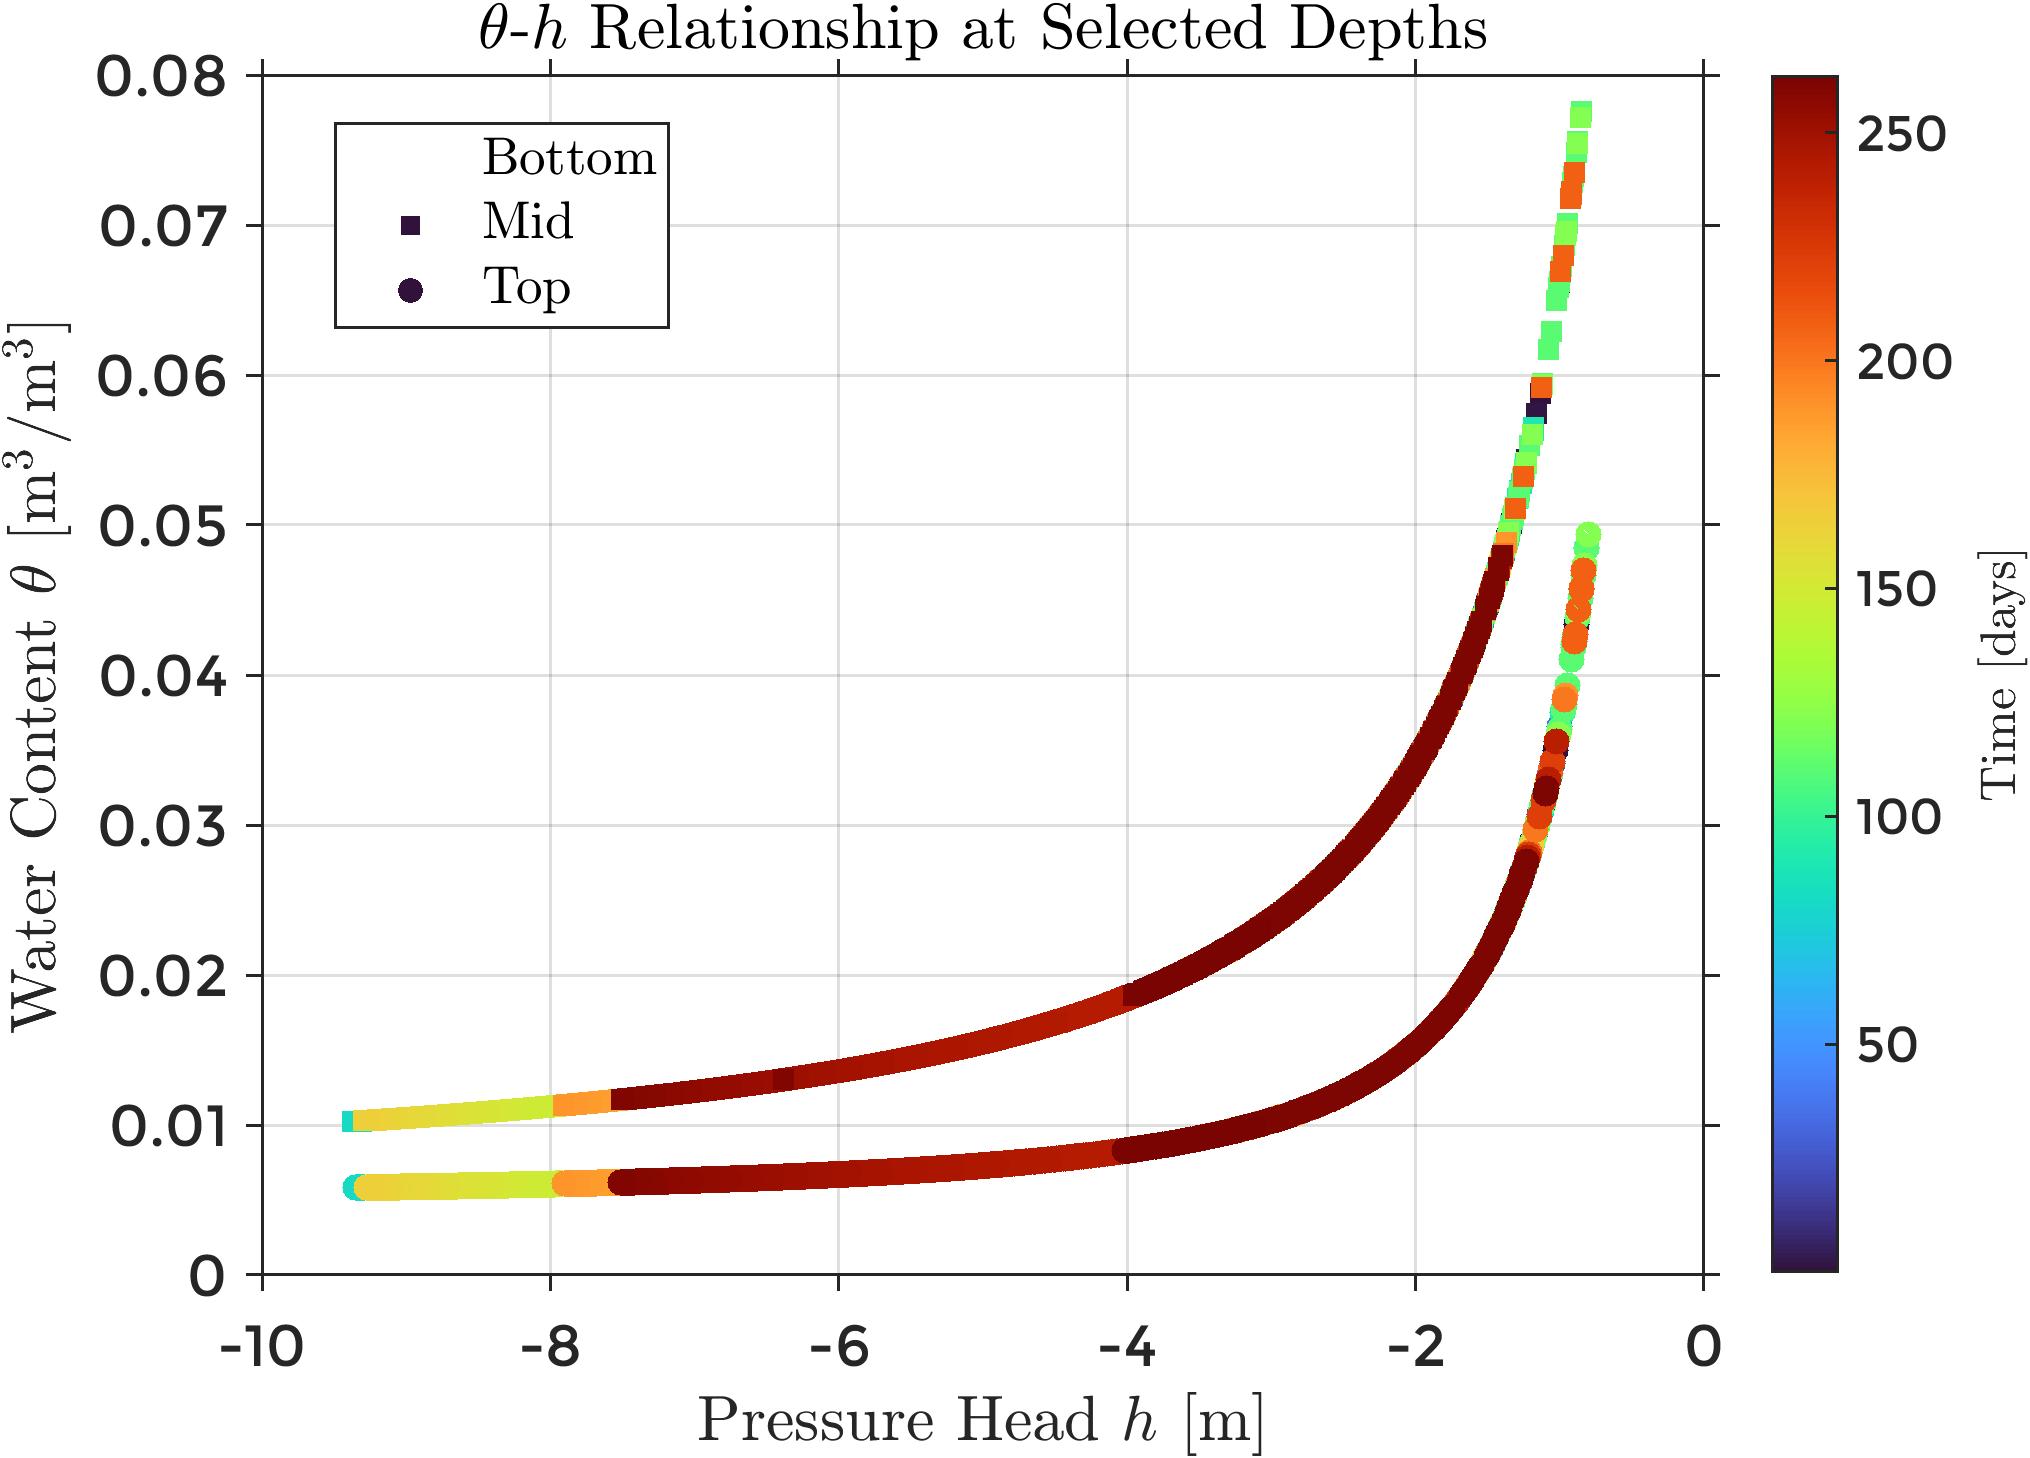 θ-h Relationship at Selected Depths
Water Content θ [m³/m³]
0.08
0.07
0.06
0.05
0.04
0.03
0.02
0.01
0
Bottom
Mid
Top
-10
-8
-6
-4
-2
0
Pressure Head h [m]
250
200
150
100
50
Time [days]